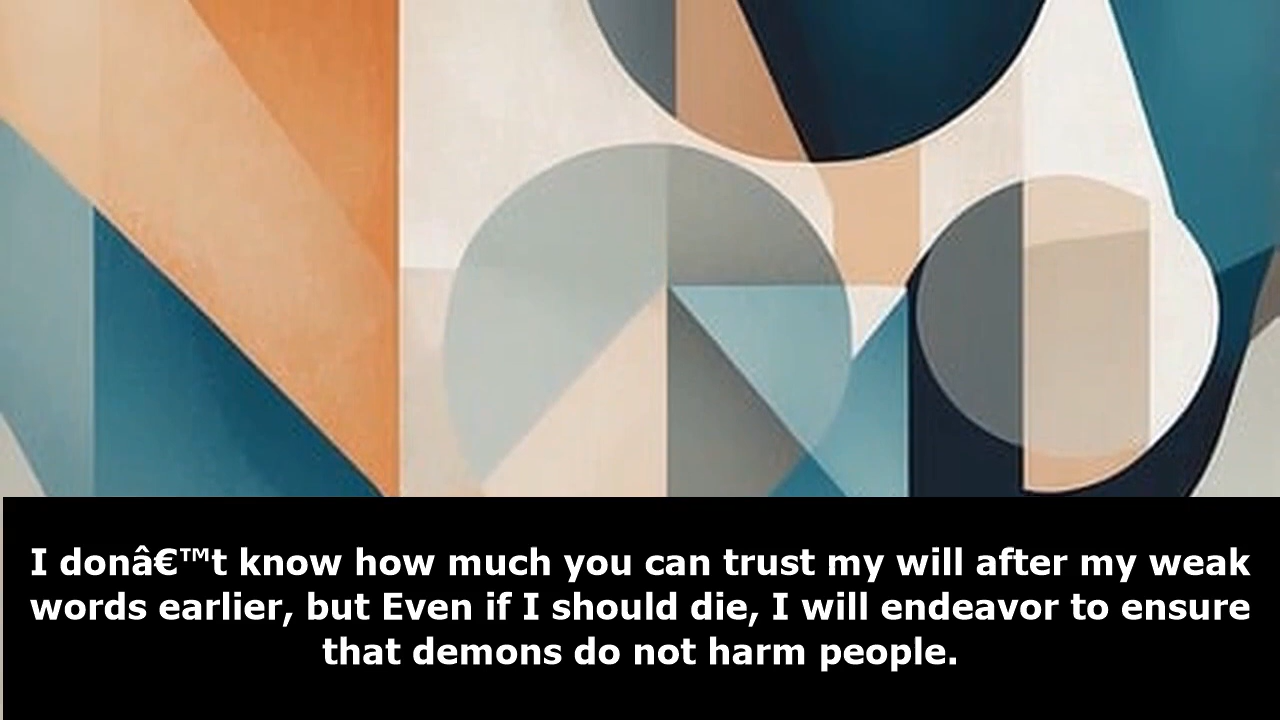 I donâ€™t know how much you can trust my will after my weak
words earlier, but Even if I should die, I will endeavor to ensure
that demons do not harm people.